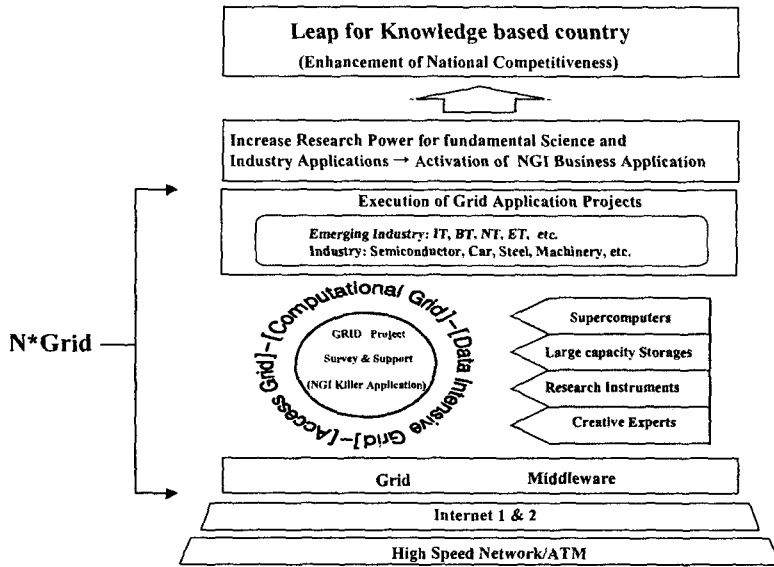 Leap for Knowledge based country
(Enhancement of National Competitiveness)
Increase Research Power for fundamental Science and
Industry Applications → Activation of NGI Business Application
Execution of Grid Application Projects
Emerging Industry: IT, BT, NT, ET, etc.
Industry: Semiconductor, Car, Steel, Machinery, etc.
N*Grid
[Computational Grid]–[Data Intensive Grid]–[Access Grid]–
GRID Project
Survey & Support
(NGI Killer Application)
Supercomputers
Large capacity Storages
Research Instruments
Creative Experts
Grid Middleware
Internet 1 & 2
High Speed Network/ATM